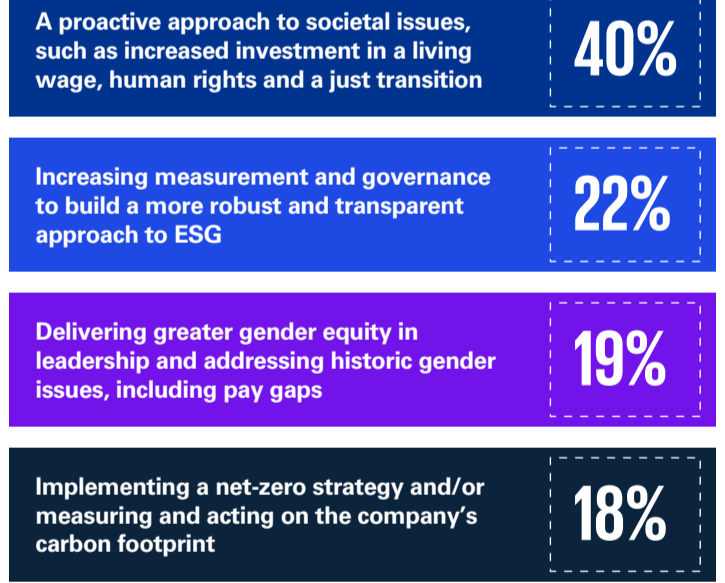 A proactive approach to societal issues,
such as increased investment in a living
wage, human rights and a just transition
40%
Increasing measurement and governance
to build a more robust and transparent
approach to ESG
22%
Delivering greater gender equity in
leadership and addressing historic gender
issues, including pay gaps
19%
Implementing a net-zero strategy and/or
measuring and acting on the company’s
carbon footprint
18%